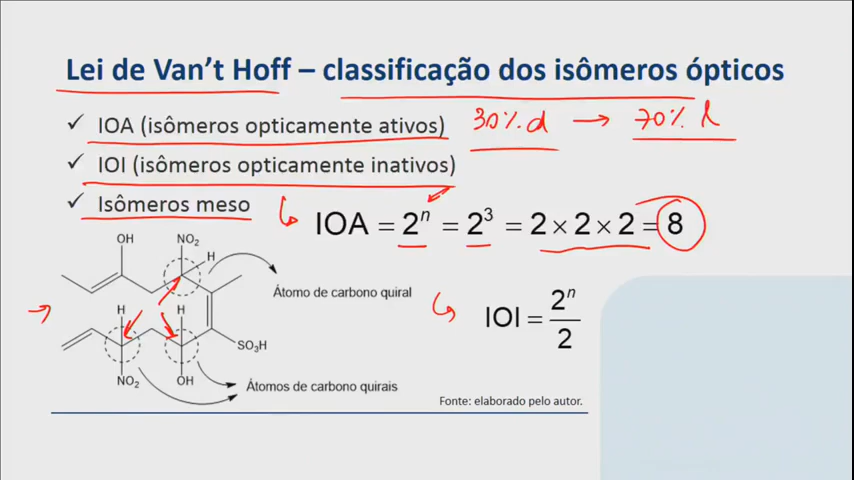 Lei de Van't Hoff – classificação dos isômeros ópticos
✓ IOA (isômeros opticamente ativos) 30% d → 70% l
✓ IOI (isômeros opticamente inativos)
✓ Isômeros meso
IOA = 2ⁿ = 2³ = 2 × 2 × 2 = 8
OH NO₂
H
Átomo de carbono quiral
H H
IOI = 2ⁿ/2
SO₃H
NO₂ OH
Átomos de carbono quirais
Fonte: elaborado pelo autor.